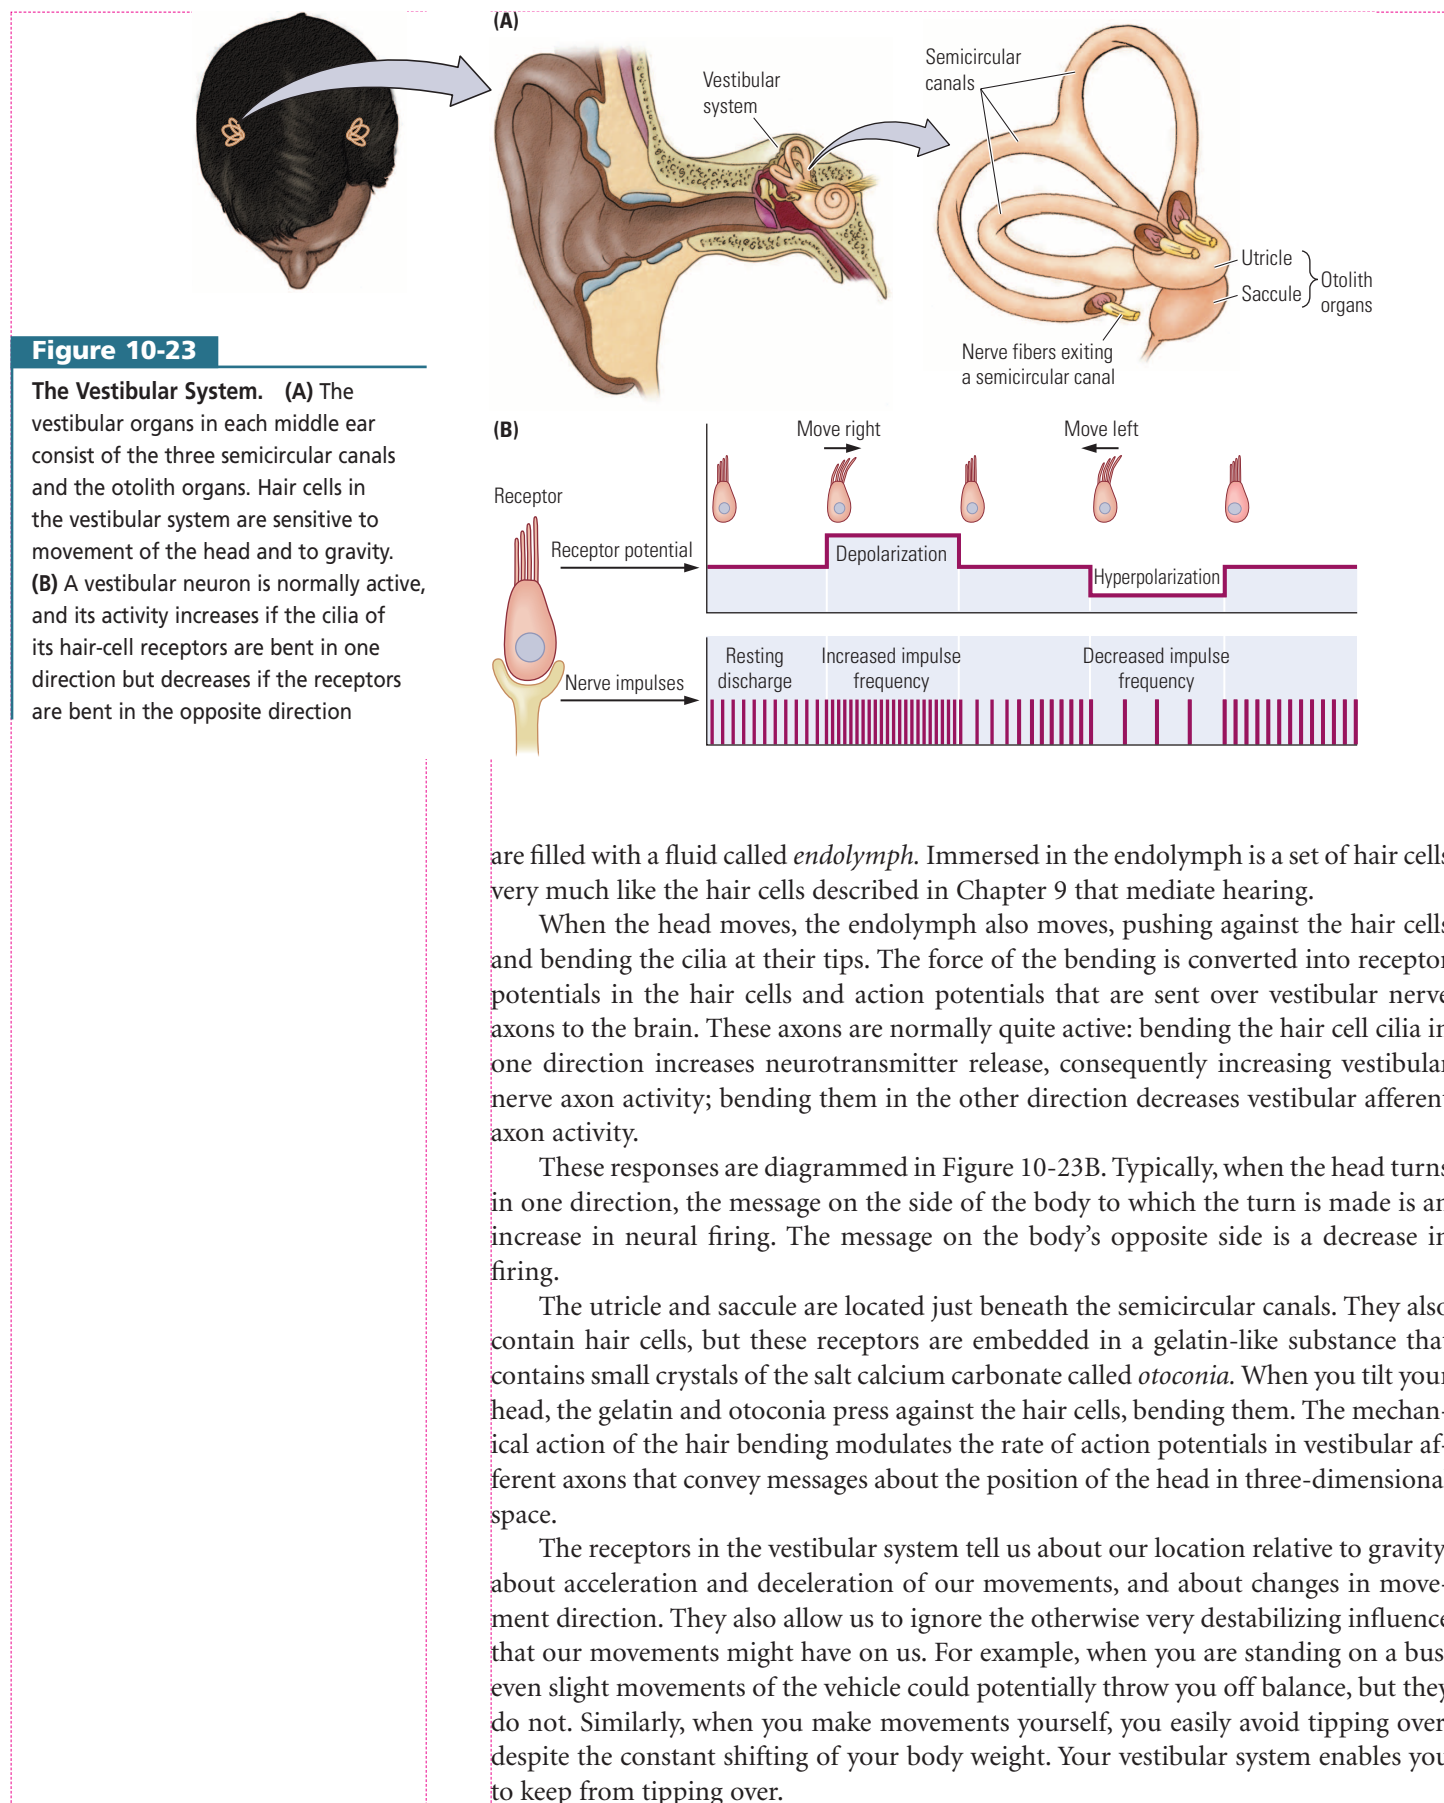 (A)
Vestibular
system
Semicircular
canals
Utricle
Saccule
Otolith
organs
Nerve fibers exiting
a semicircular canal
Figure 10-23
The Vestibular System. (A) The
vestibular organs in each middle ear
consist of the three semicircular canals
and the otolith organs. Hair cells in
the vestibular system are sensitive to
movement of the head and to gravity.
(B) A vestibular neuron is normally active,
and its activity increases if the cilia of
its hair-cell receptors are bent in one
direction but decreases if the receptors
are bent in the opposite direction
(B)
Move right
Move left
Receptor
Receptor potential
Depolarization
Hyperpolarization
Resting
discharge
Increased impulse
frequency
Decreased impulse
frequency
Nerve impulses
are filled with a fluid called endolymph. Immersed in the endolymph is a set of hair cells
very much like the hair cells described in Chapter 9 that mediate hearing.
When the head moves, the endolymph also moves, pushing against the hair cells
and bending the cilia at their tips. The force of the bending is converted into receptor
potentials in the hair cells and action potentials that are sent over vestibular nerve
axons to the brain. These axons are normally quite active: bending the hair cell cilia in
one direction increases neurotransmitter release, consequently increasing vestibular
nerve axon activity; bending them in the other direction decreases vestibular afferent
axon activity.
These responses are diagrammed in Figure 10-23B. Typically, when the head turns
in one direction, the message on the side of the body to which the turn is made is an
increase in neural firing. The message on the body's opposite side is a decrease in
firing.
The utricle and saccule are located just beneath the semicircular canals. They also
contain hair cells, but these receptors are embedded in a gelatin-like substance that
contains small crystals of the salt calcium carbonate called otoconia. When you tilt your
head, the gelatin and otoconia press against the hair cells, bending them. The mechan-
ical action of the hair bending modulates the rate of action potentials in vestibular af-
ferent axons that convey messages about the position of the head in three-dimensional
space.
The receptors in the vestibular system tell us about our location relative to gravity
about acceleration and deceleration of our movements, and about changes in move-
ment direction. They also allow us to ignore the otherwise very destabilizing influence
that our movements might have on us. For example, when you are standing on a bus
even slight movements of the vehicle could potentially throw you off balance, but they
do not. Similarly, when you make movements yourself, you easily avoid tipping over
despite the constant shifting of your body weight. Your vestibular system enables you
to keep from tipping over.